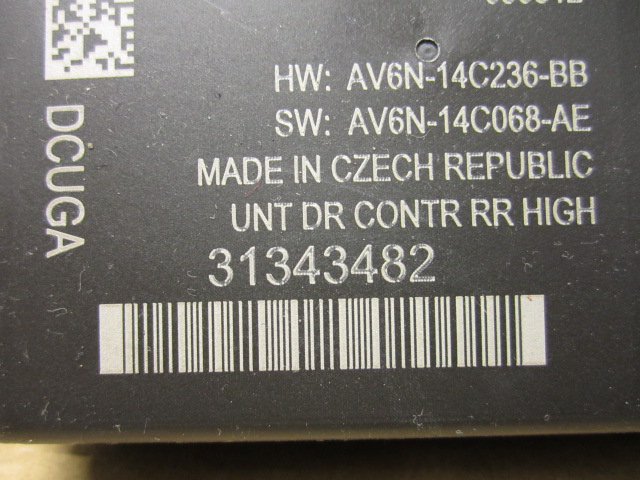 HW: AV6N-14C236-BB
SW: AV6N-14C068-AE
MADE IN CZECH REPUBLIC
UNT DR CONTR RR HIGH
31343482
DCUGA